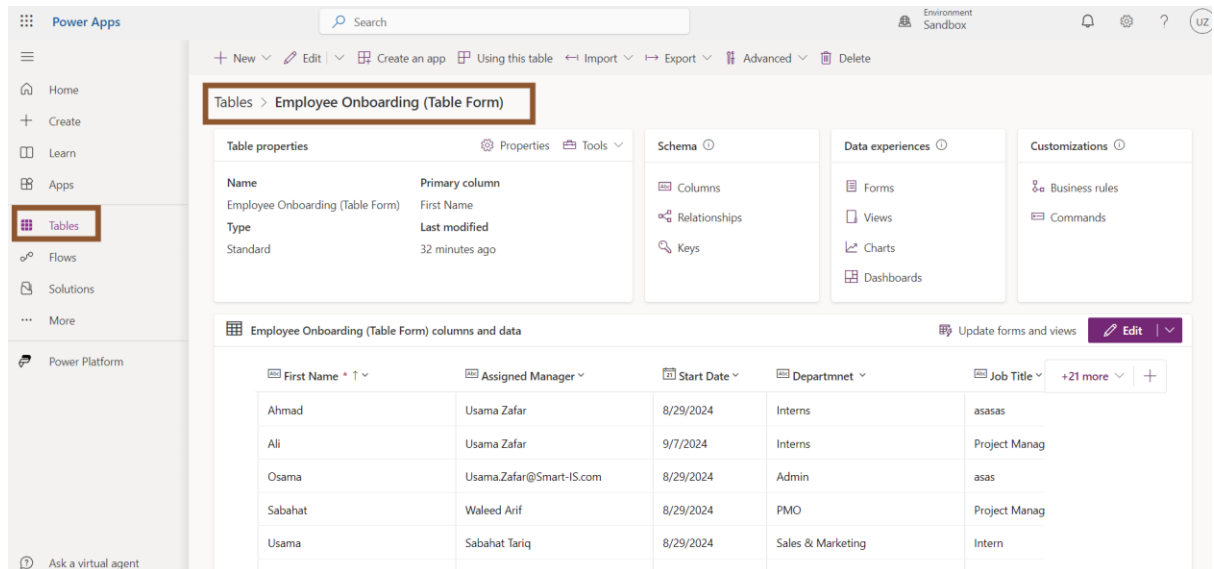 Power Apps
Search
Environment
Sandbox
?
UZ
New Edit Create an app Using this table Import Export Advanced Delete
Home
Create
Learn
Apps
Tables
Flows
Solutions
More
Power Platform
Ask a virtual agent
Tables > Employee Onboarding (Table Form)
Table properties
Properties
Tools
Name
Employee Onboarding (Table Form)
Primary column
First Name
Type
Standard
Last modified
32 minutes ago
Schema
Columns
Relationships
Keys
Data experiences
Forms
Views
Charts
Dashboards
Customizations
Business rules
Commands
Employee Onboarding (Table Form) columns and data
Update forms and views
Edit
Abc First Name * ↑ Abc Assigned Manager 21 Start Date Abc Departmnet Abc Job Title +21 more +
Ahmad Usama Zafar 8/29/2024 Interns asasas
Ali Usama Zafar 9/7/2024 Interns Project Manag
Osama Usama.Zafar@Smart-IS.com 8/29/2024 Admin asas
Sabahat Waleed Arif 8/29/2024 PMO Project Manag
Usama Sabahat Tariq 8/29/2024 Sales & Marketing Intern